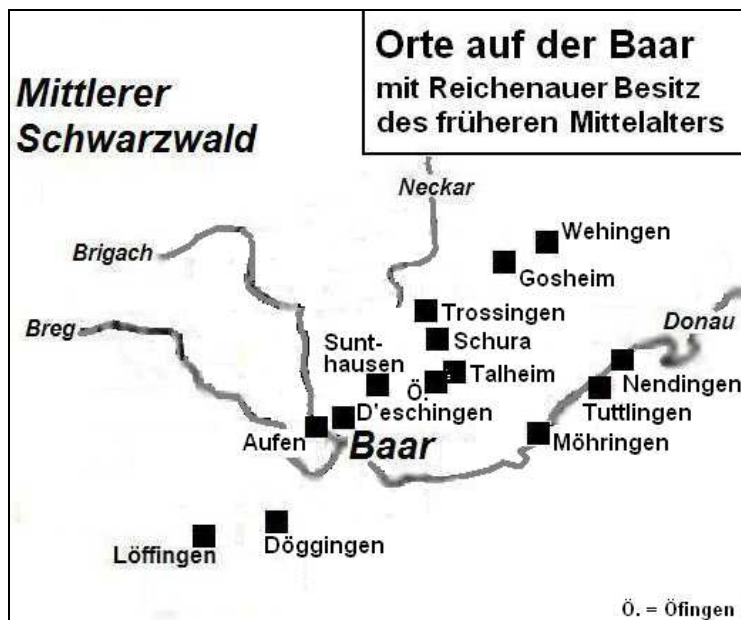 Orte auf der Baar
mit Reichenauer Besitz
des früheren Mittelalters
Mittlerer
Schwarzwald
Neckar
Wehingen
Brigach
Gosheim
Trossingen
Donau
Breg
Schura
Sunt-
hausen
Talheim
Nendingen
Ö.
Tuttlingen
D'eschingen
Aufen
Baar
Möhringen
Döggingen
Löffingen
Ö. = Öfingen